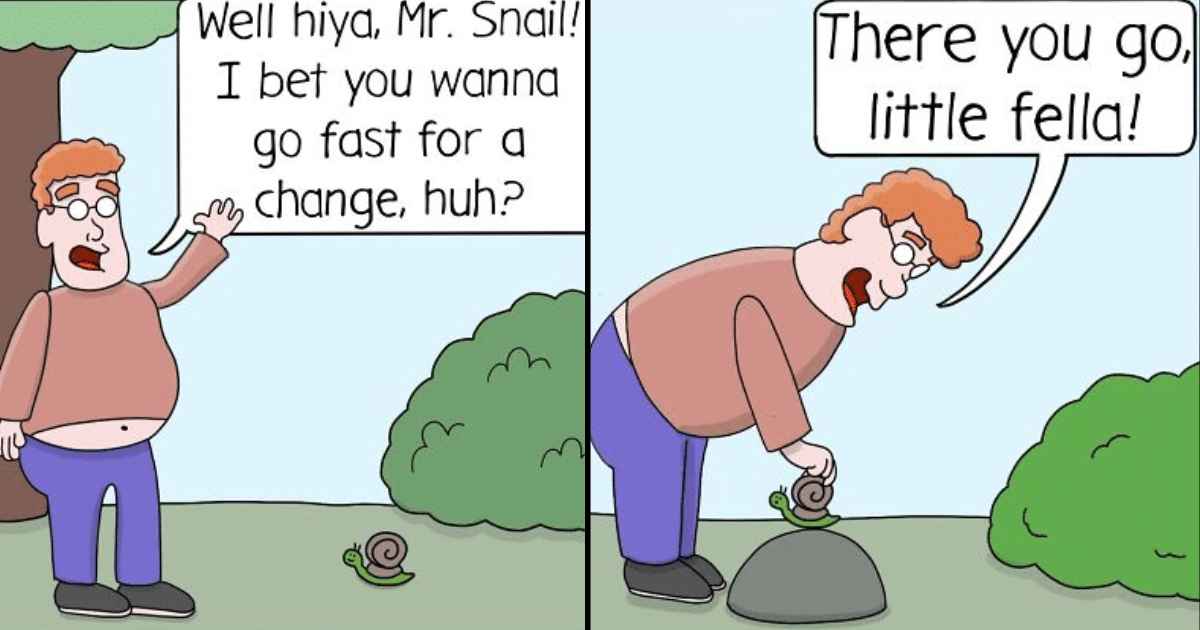 Well hiya, Mr. Snail!
I bet you wanna
go fast for a
change, huh?
There you go,
little fella!